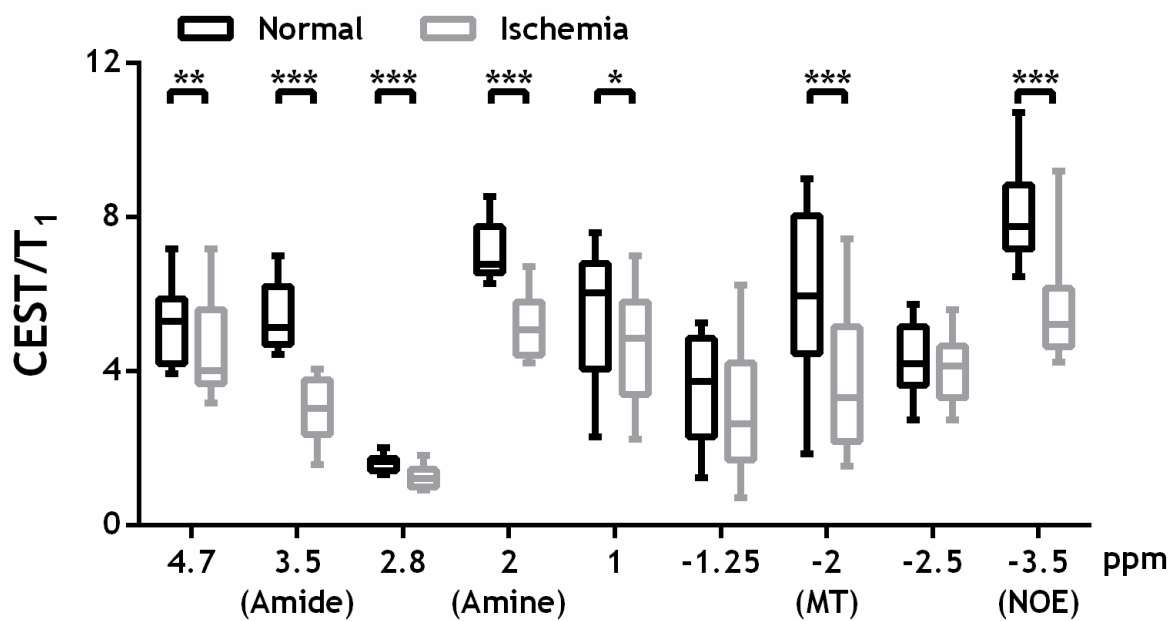 Normal Ischemia
12
** *** *** *** * *** ***
8
CEST/T1
4
0
4.7 3.5 2.8 2 1 -1.25 -2 -2.5 -3.5 ppm
(Amide) (Amine) (MT) (NOE)